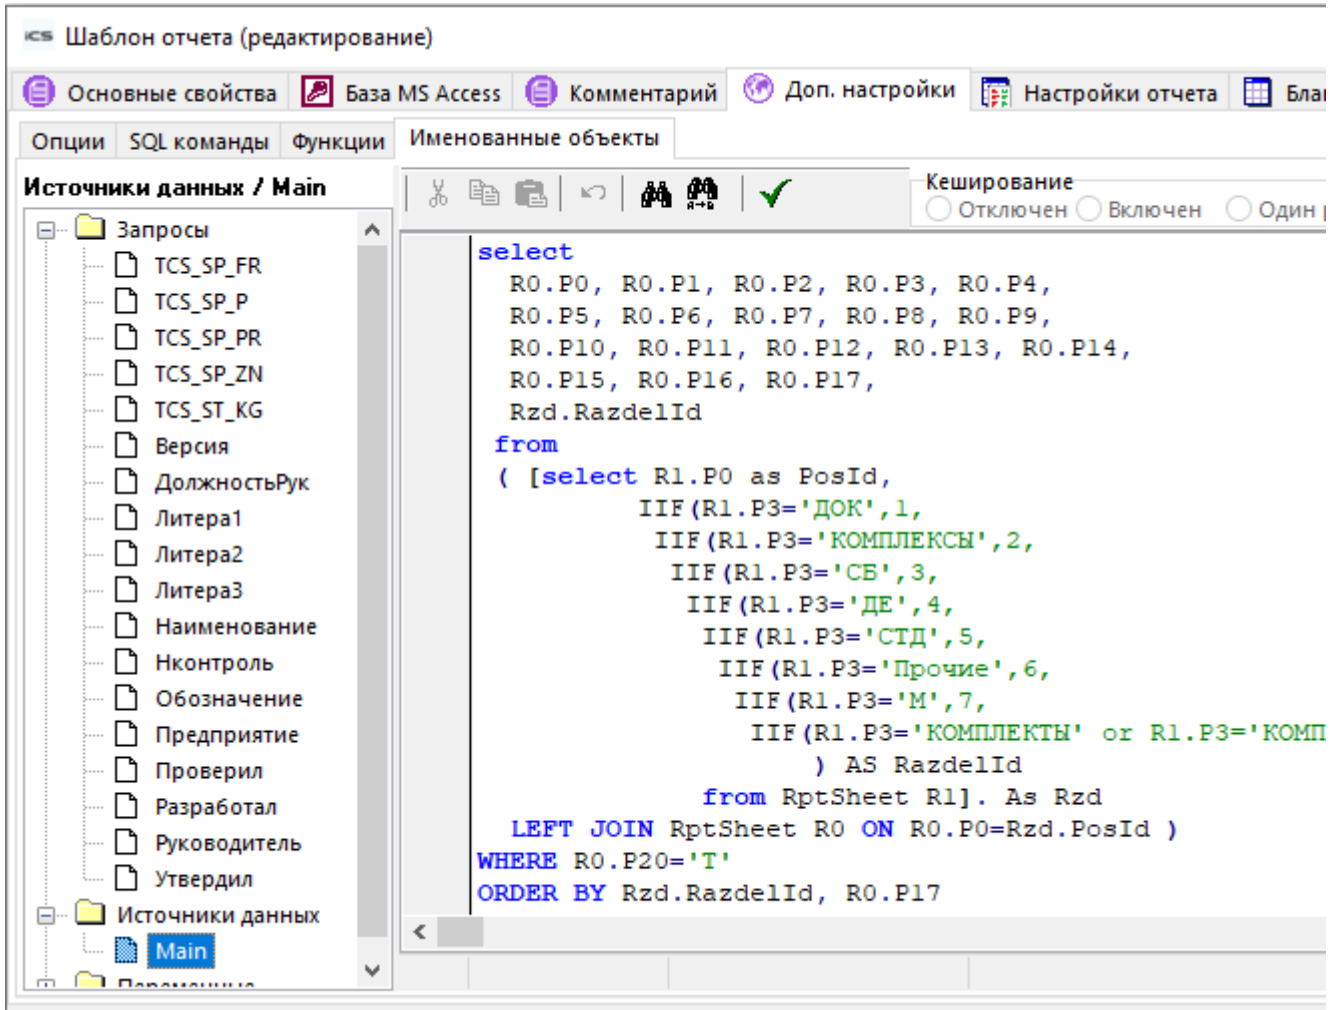 iCS Шаблон отчета (редактирование)
Основные свойства База MS Access Комментарий Доп. настройки Настройки отчета
Опции SQL команды Функции Именованные объекты
Источники данных / Main
Кеширование
Отключен Включен Один
Запросы
TCS_SP_FR
TCS_SP_P
TCS_SP_PR
TCS_SP_ZN
TCS_ST_KG
Версия
ДолжностьРук
Литера1
Литера2
Литера3
Наименование
Нконтроль
Обозначение
Предприятие
Проверил
Разработал
Руководитель
Утвердил
Источники данных
Main
Переменные
select
R0.P0, R0.P1, R0.P2, R0.P3, R0.P4,
R0.P5, R0.P6, R0.P7, R0.P8, R0.P9,
R0.P10, R0.P11, R0.P12, R0.P13, R0.P14,
R0.P15, R0.P16, R0.P17,
Rzd.RazdelId
from
( [select R1.P0 as PosId,
IIF(R1.P3='ДОК',1,
IIF(R1.P3='КОМПЛЕКСЫ',2,
IIF(R1.P3='СБ',3,
IIF(R1.P3='ДЕ',4,
IIF(R1.P3='СТД',5,
IIF(R1.P3='Прочие',6,
IIF(R1.P3='М',7,
IIF(R1.P3='КОМПЛЕКТЫ' or R1.P3='КОМП
) AS RazdelId
from RptSheet R1]. As Rzd
LEFT JOIN RptSheet R0 ON R0.P0=Rzd.PosId )
WHERE R0.P20='Т'
ORDER BY Rzd.RazdelId, R0.P17